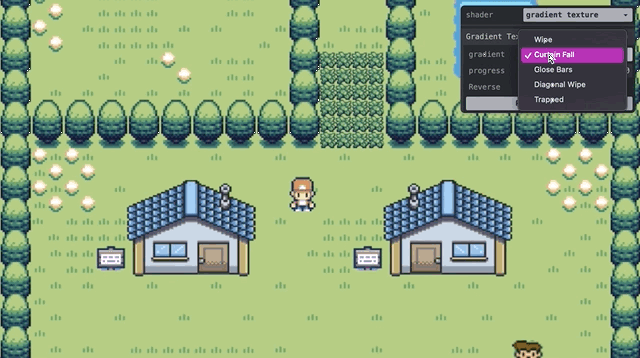 shader gradient texture
Gradient Tex
gradient
progress
Reverse
Wipe
Curtain Fall
Close Bars
Diagonal Wipe
Trapped